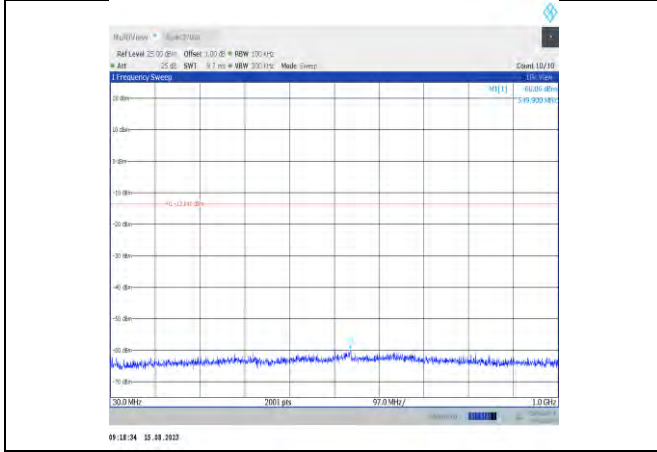 MultiView Spectrum
Ref Level 25.00 dBm Offset 1.00 dB RBW 100 kHz
Att 25 dB SWT 9.7 ms VBW 300 kHz Mode Sweep Count 10/10
1 Frequency Sweep
M1[1]
20 dBm
10 dBm
0 dBm
-10 dBm
-20 dBm
-30 dBm
-40 dBm
-50 dBm
-60 dBm
-70 dBm
30.0 MHz 2001 pts 97.0 MHz/ 1.0 GHz
09:18:34 15.08.2023